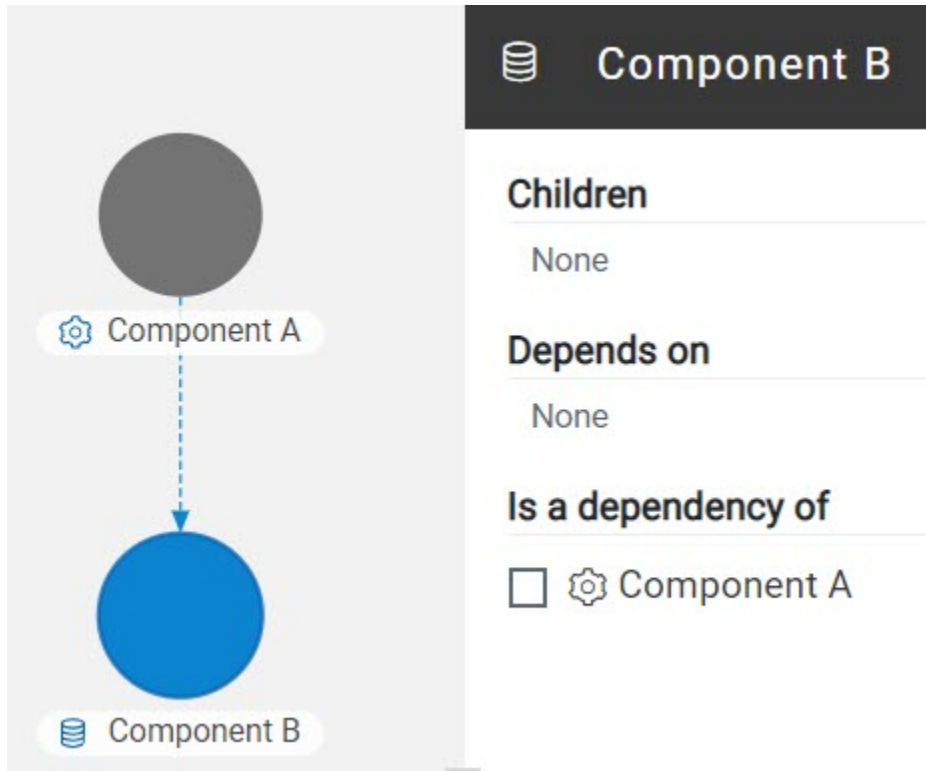 Component A
Component B
Component B
Children
None
Depends on
None
Is a dependency of
Component A